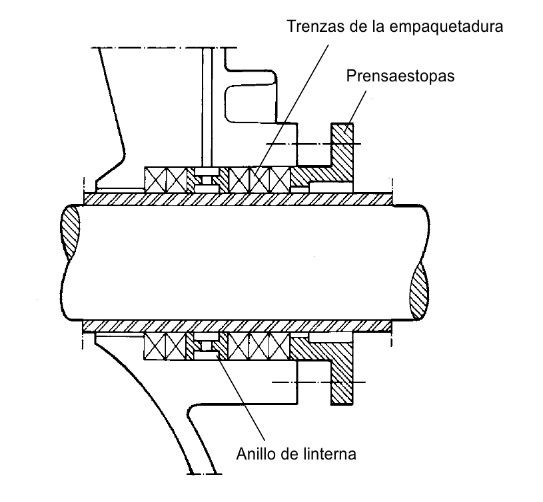 Trenzas de la empaquetadura
Prensaestopas
Anillo de linterna